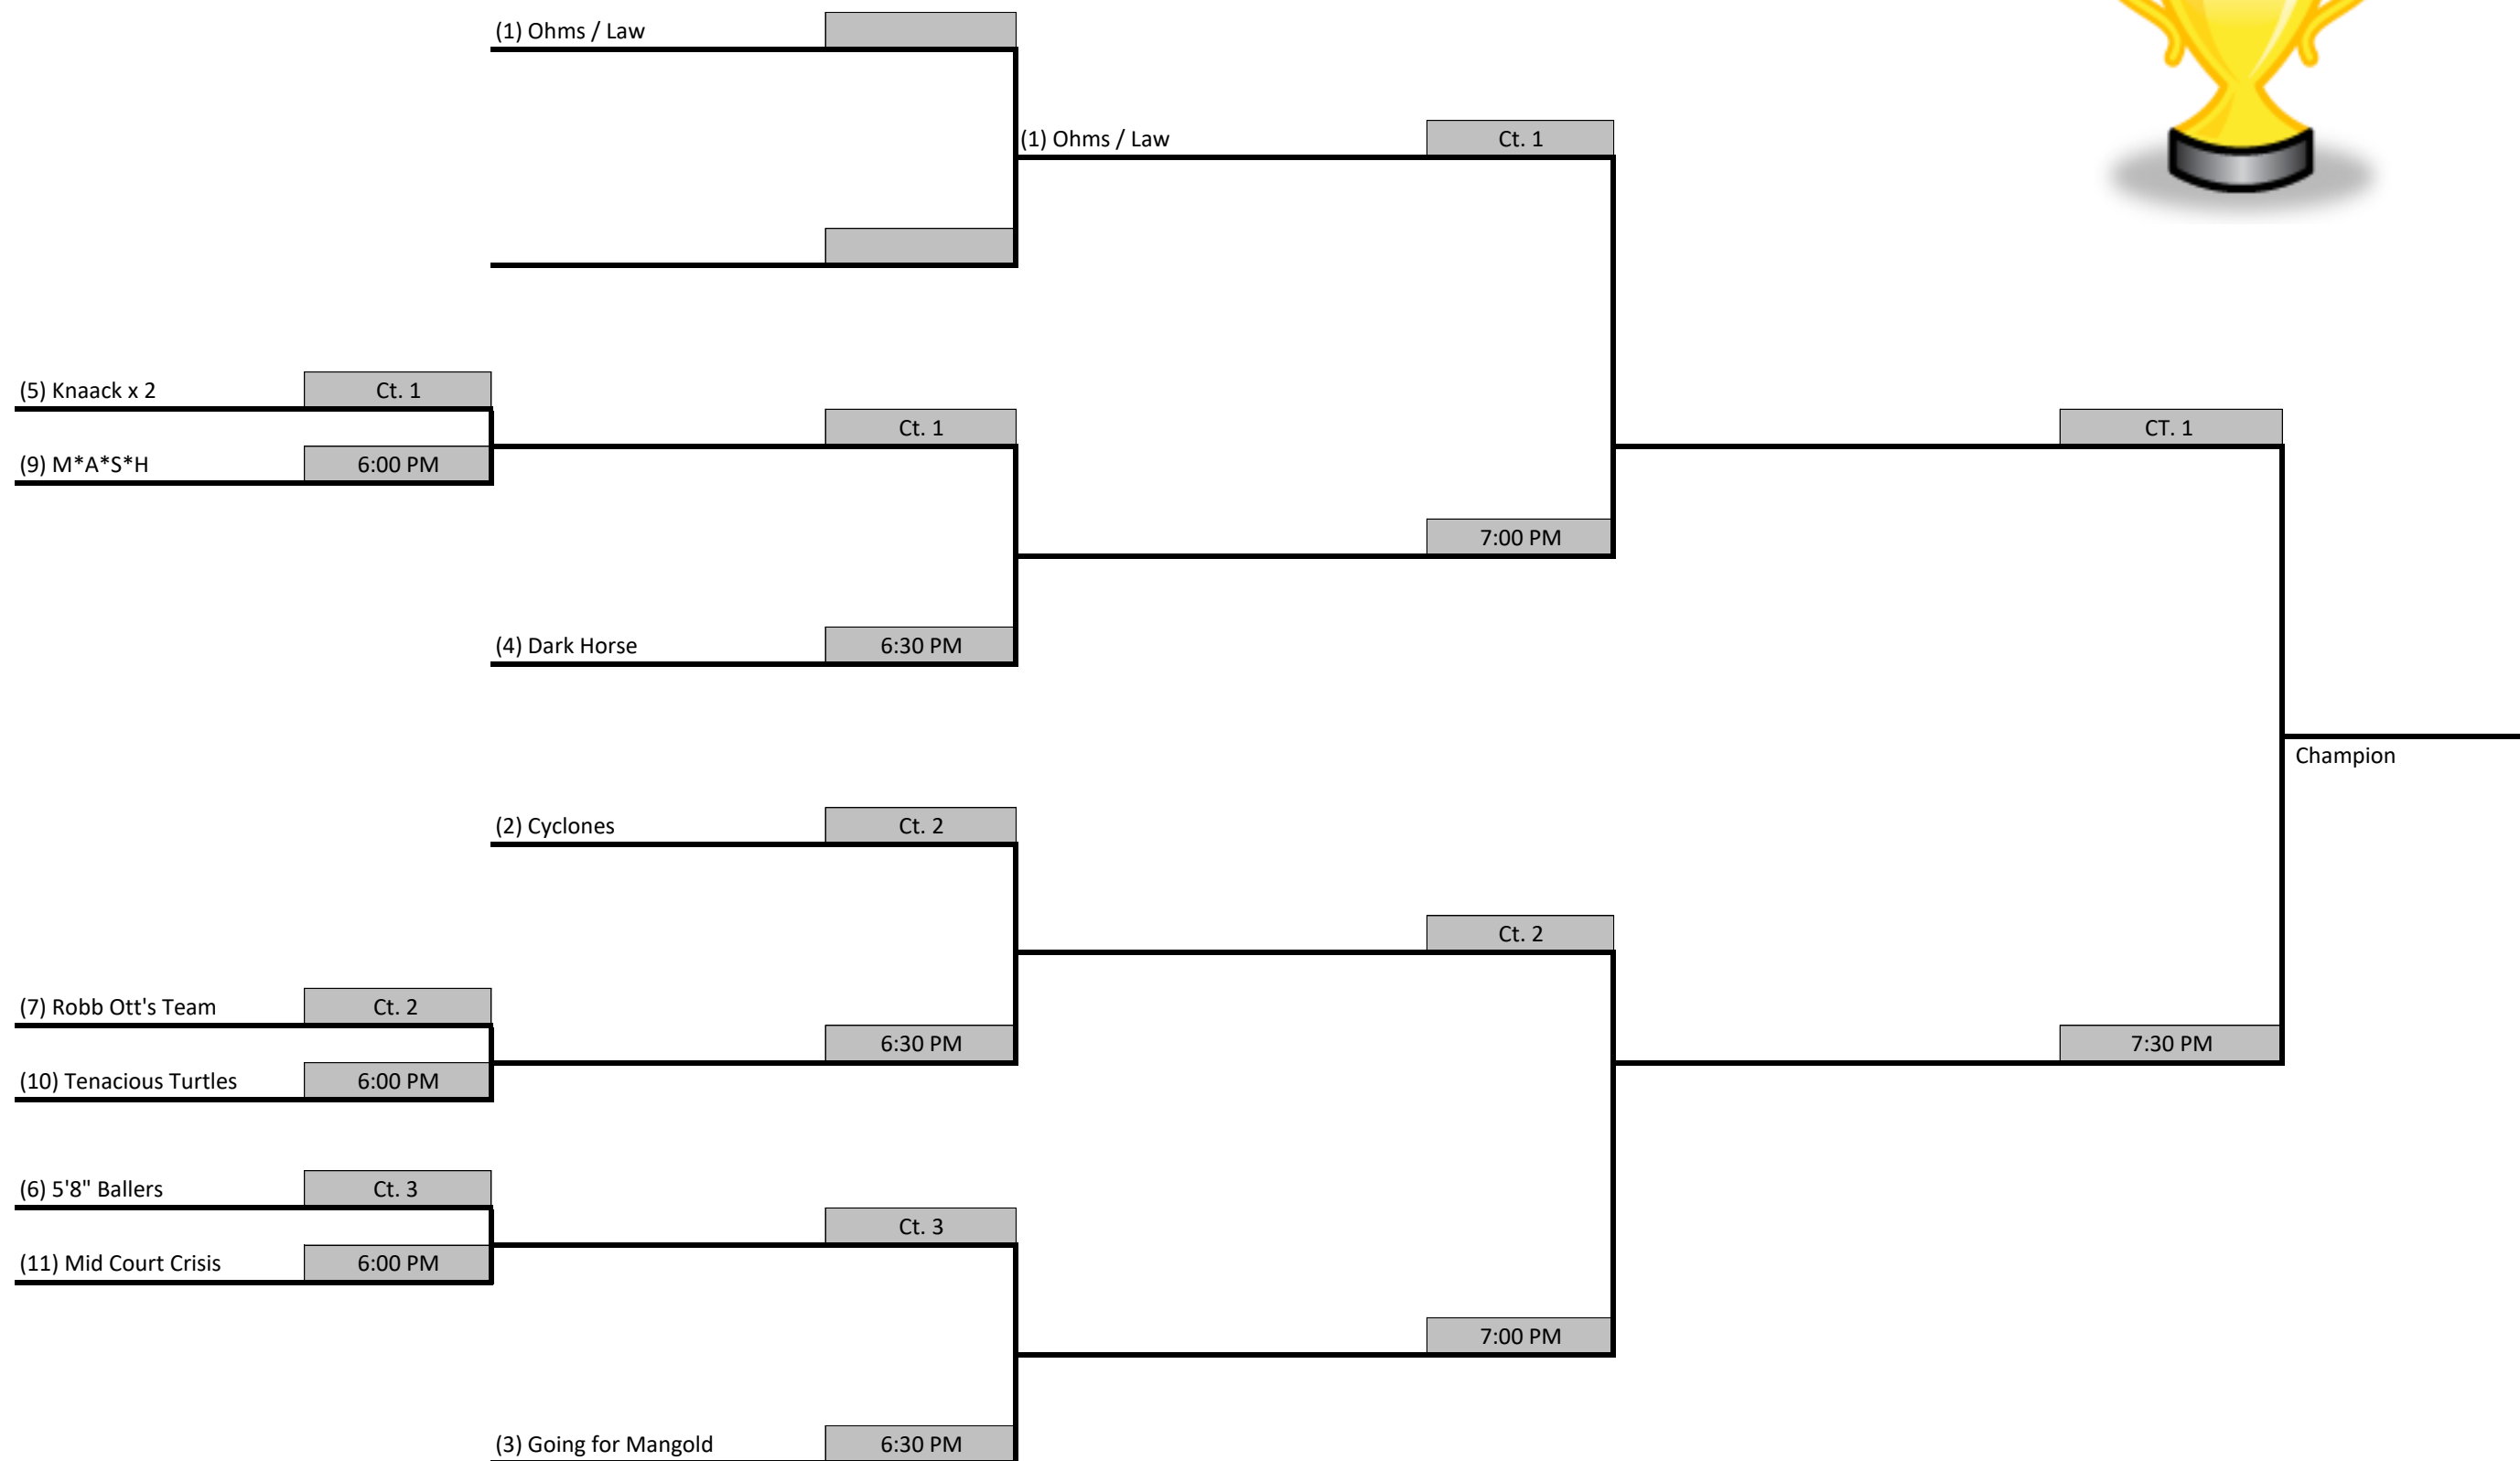 (1) Ohms / Law
(1) Ohms / Law
Ct. 1
(5) Knaack x 2
Ct. 1
(9) M*A*S*H
6:00 PM
Ct. 1
CT. 1
7:00 PM
(4) Dark Horse
6:30 PM
Champion
(2) Cyclones
Ct. 2
Ct. 2
(7) Robb Ott's Team
Ct. 2
6:30 PM
7:30 PM
(10) Tenacious Turtles
6:00 PM
(6) 5'8" Ballers
Ct. 3
Ct. 3
(11) Mid Court Crisis
6:00 PM
7:00 PM
(3) Going for Mangold
6:30 PM